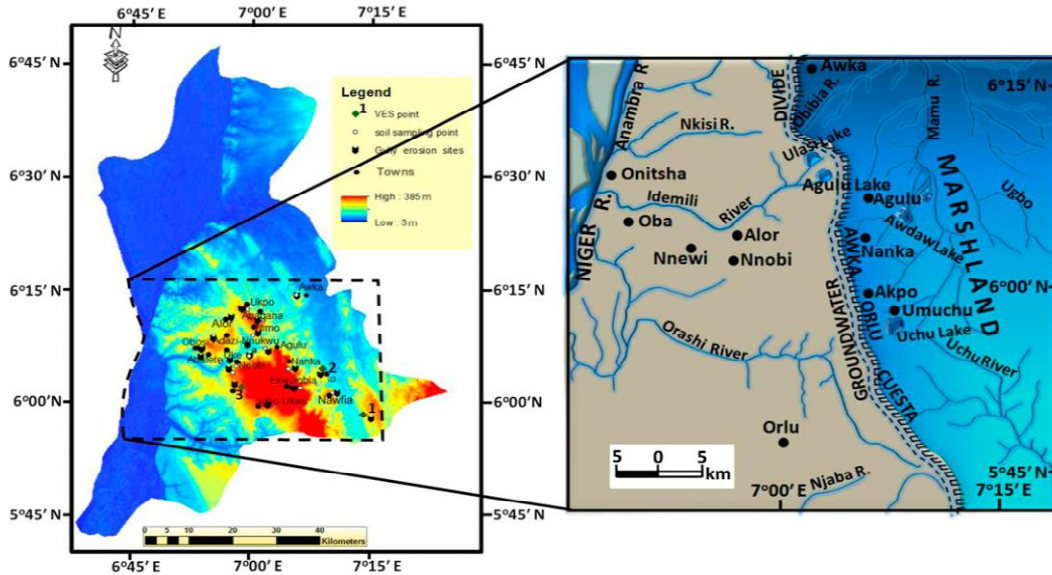 6°45' E
7°00' E
7°15' E
6°45' N
6°30' N
6°15' N
6°00' N
5°45' N
6°45' N
6°30' N
6°15' N
6°00' N
5°45' N
6°45' E
7°00' E
7°15' E
N
Legend
1
VES point
soil sampling point
Gully erosion sites
Towns
High : 385 m
Low : 3 m
Awka
Ukpo
Abagana
Alor
Agulu
Nanka
2
3
1
Nawfia
0 5 10 20 30 40
Kilometers
Anambra R
Nkisi R.
Onitsha
Idemili
River
Oba
NIGER R.
Alor
Nnewi
Nnobi
Orashi River
Orlu
5 0 5
km
Njaba R.
DIVIDE
GROUNDWATER
AWKA ORLU
CUESTA
Awka
Obibia R.
Mamu R.
Ulasi Lake
Agulu Lake
Agulu
Awdaw Lake
Nanka
Akpo
Umuchu
Uchu Lake
Uchu River
MARSHLAND
Ugbo
6°15' N
6°00' N
5°45' N
7°00' E
7°15' E